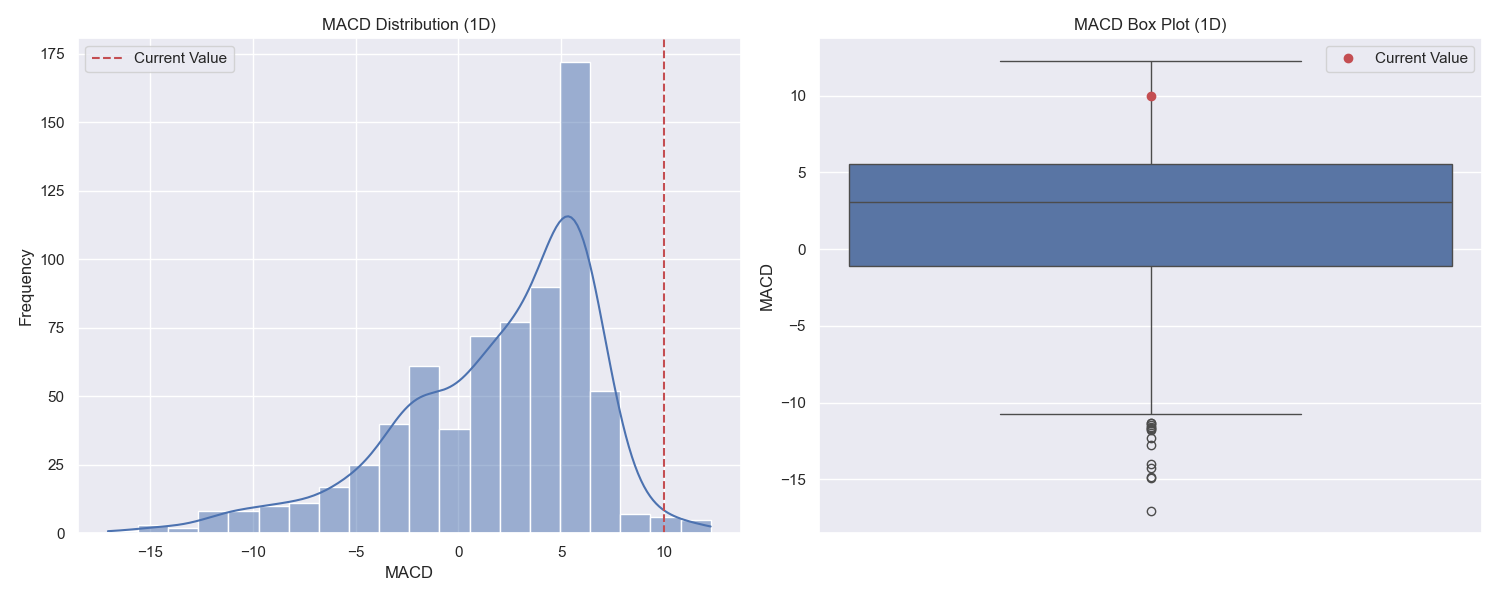 MACD Distribution (1D)
Current Value
175
150
125
100
75
50
25
0
Frequency
−15
−10
−5
0
5
10
MACD
MACD Box Plot (1D)
Current Value
10
5
0
−5
−10
−15
MACD